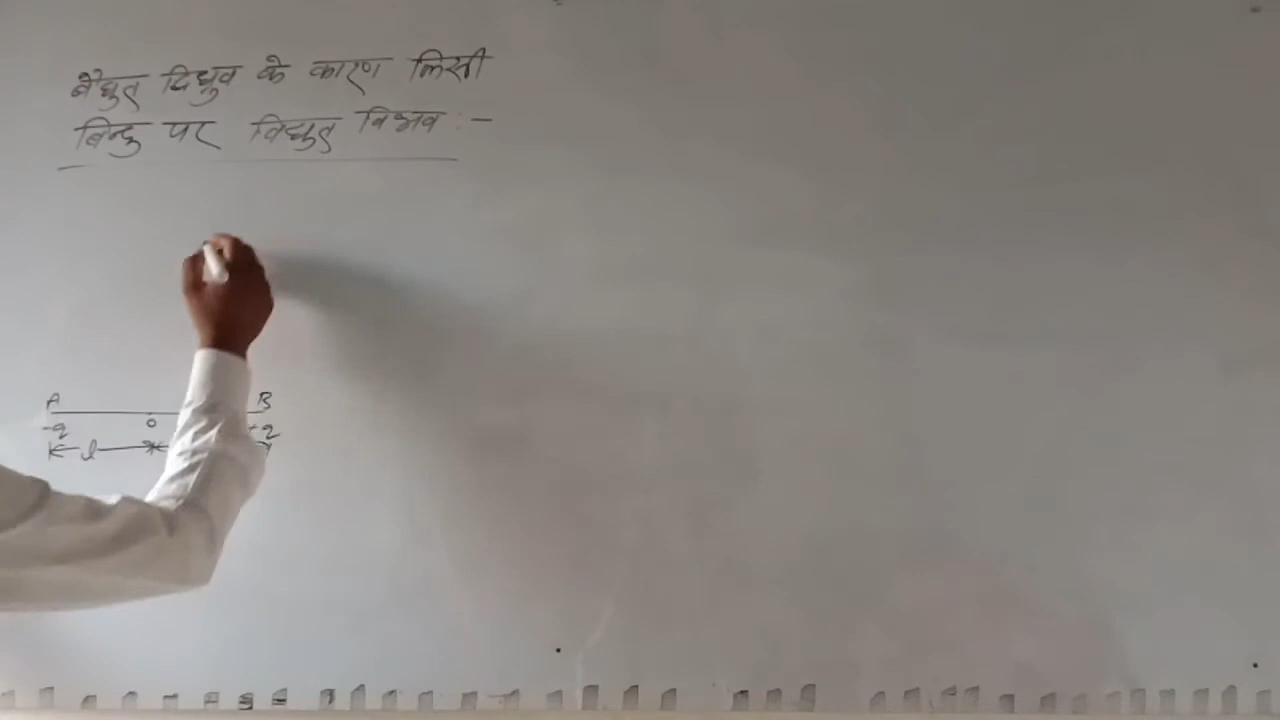 वैद्युत द्विध्रुव के कारण किसी
बिन्दु पर विद्युत विभव :-
A B
-q o +q
l